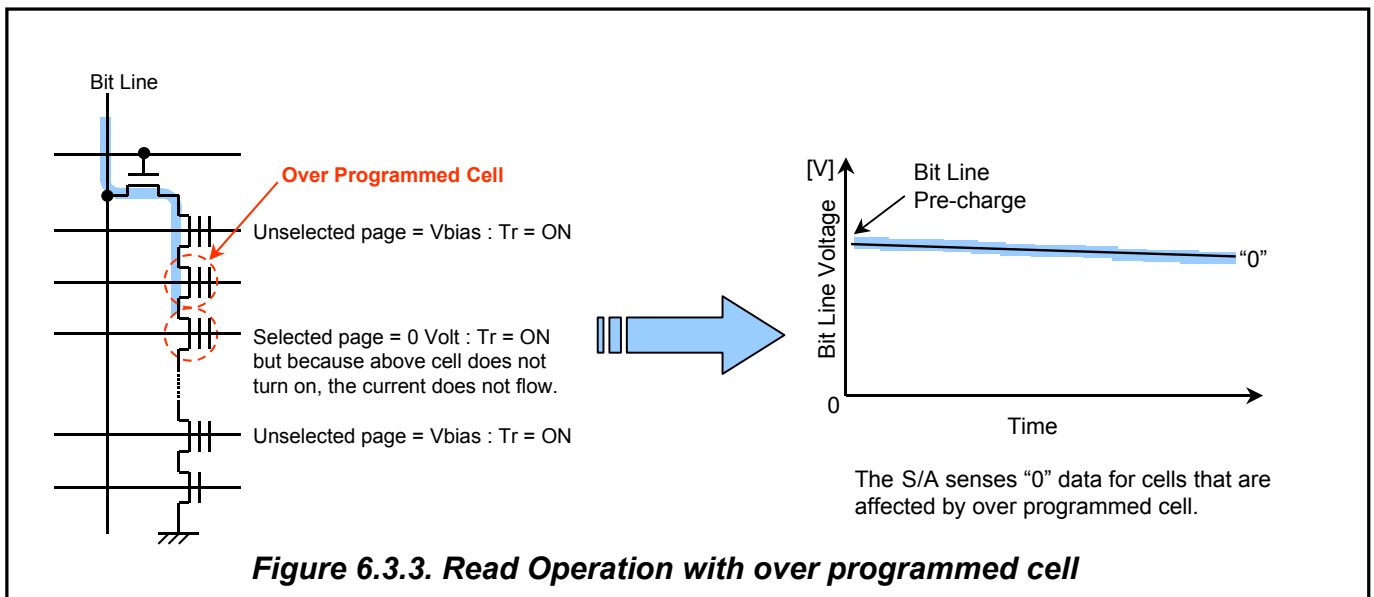 Bit Line
Over Programmed Cell
Unselected page = Vbias : Tr = ON
Selected page = 0 Volt : Tr = ON
but because above cell does not
turn on, the current does not flow.
Unselected page = Vbias : Tr = ON
[V]
Bit Line
Pre-charge
Bit Line Voltage
“0”
0
Time
The S/A senses “0” data for cells that are
affected by over programmed cell.
Figure 6.3.3. Read Operation with over programmed cell